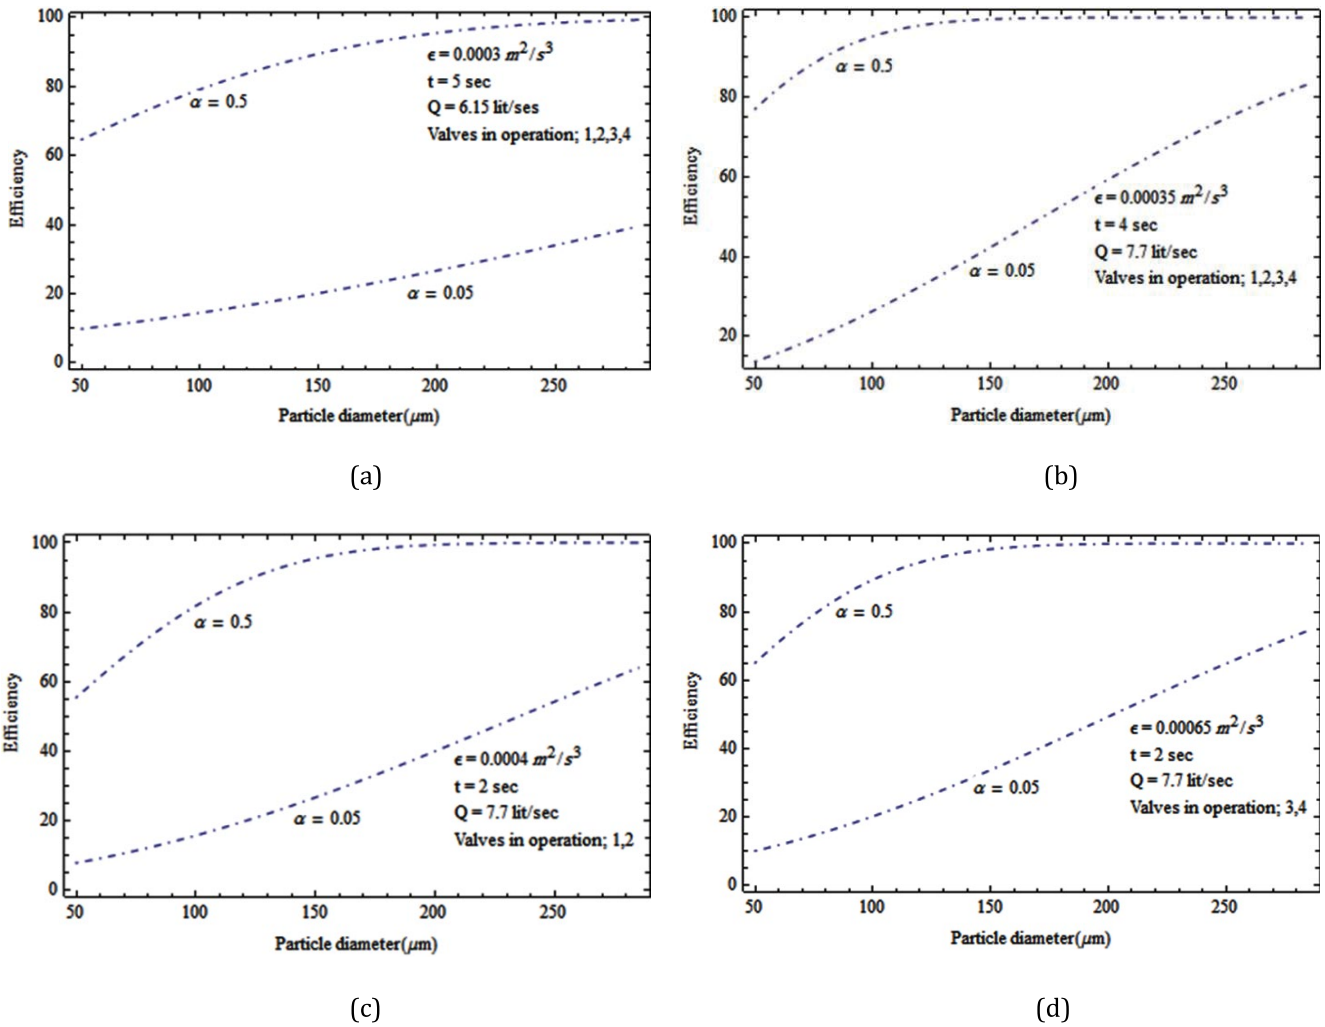 100
80
60
40
20
0
Efficiency
α = 0.5
ϵ = 0.0003 m²/s³
t = 5 sec
Q = 6.15 lit/ses
Valves in operation; 1,2,3,4
α = 0.05
50 100 150 200 250
Particle diameter(μm)
(a)
100
80
60
40
20
Efficiency
α = 0.5
ϵ = 0.00035 m²/s³
t = 4 sec
Q = 7.7 lit/sec
Valves in operation; 1,2,3,4
α = 0.05
50 100 150 200 250
Particle diameter(μm)
(b)
100
80
60
40
20
0
Efficiency
α = 0.5
ϵ = 0.0004 m²/s³
t = 2 sec
Q = 7.7 lit/sec
Valves in operation; 1,2
α = 0.05
50 100 150 200 250
Particle diameter(μm)
(c)
100
80
60
40
20
0
Efficiency
α = 0.5
ϵ = 0.00065 m²/s³
t = 2 sec
Q = 7.7 lit/sec
Valves in operation; 3,4
α = 0.05
50 100 150 200 250
Particle diameter(μm)
(d)